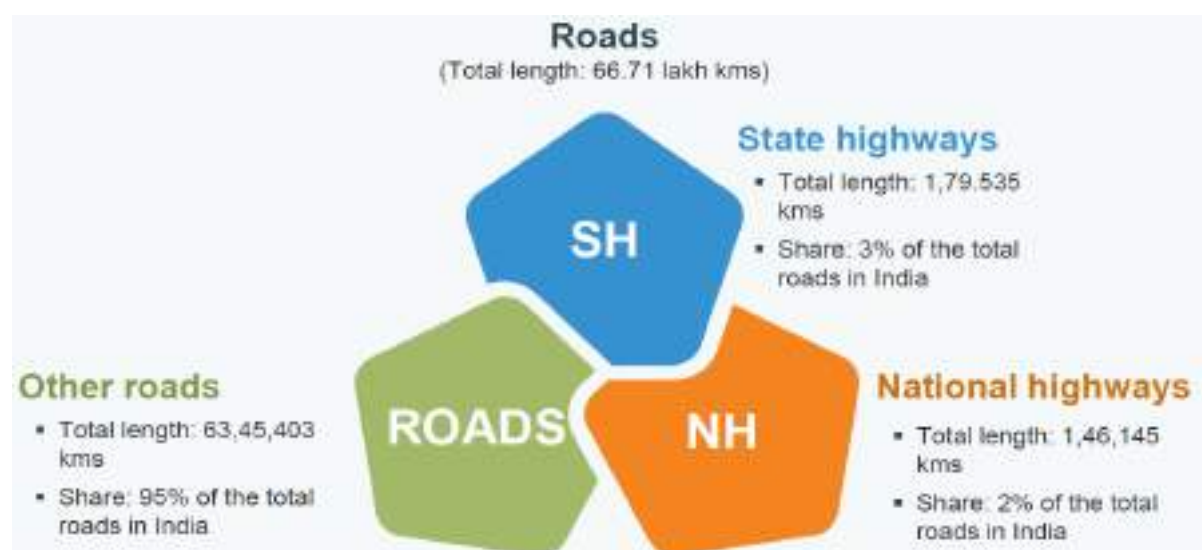 Roads
(Total length: 66.71 lakh kms)
State highways
▪ Total length: 1,79.535
kms
▪ Share: 3% of the total
roads in India
SH
Other roads
▪ Total length: 63,45,403
kms
▪ Share: 95% of the total
roads in India
ROADS
NH
National highways
▪ Total length: 1,46,145
kms
▪ Share: 2% of the total
roads in India